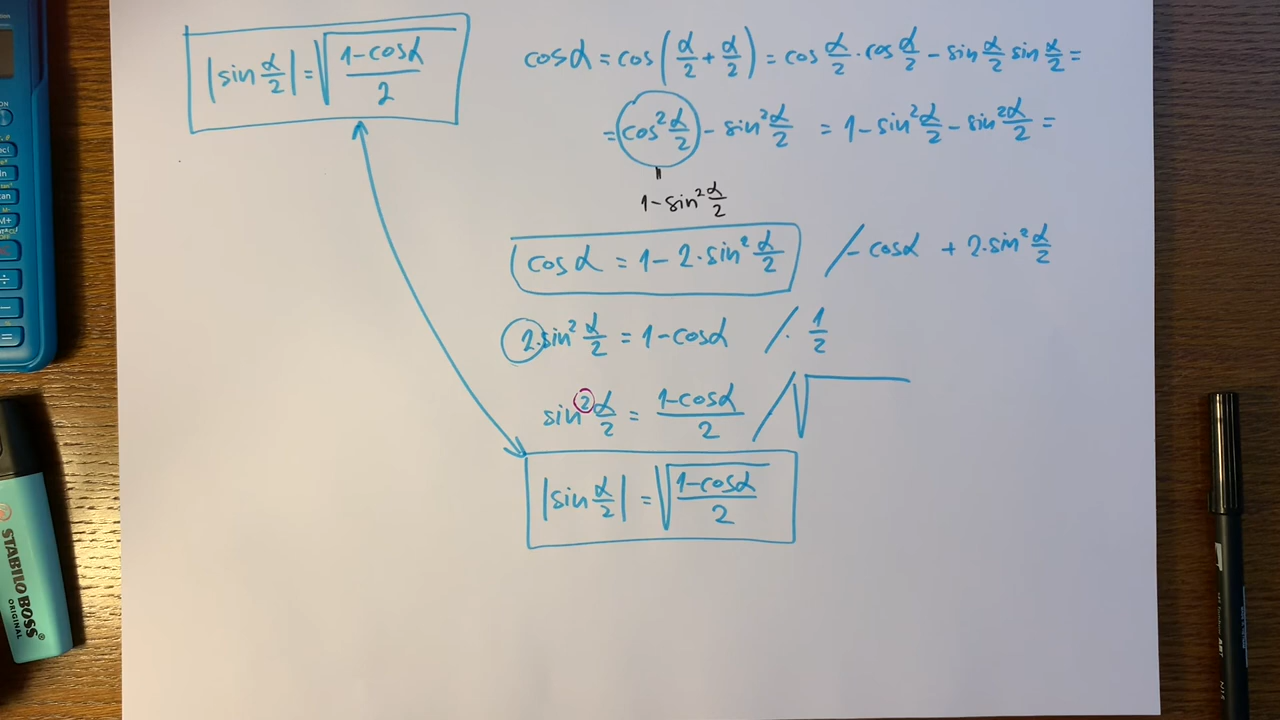 |sin α/2| = √((1-cosα)/2)
cosα = cos(α/2 + α/2) = cos α/2 · cos α/2 - sin α/2 sin α/2 =
= cos² α/2 - sin² α/2 = 1 - sin² α/2 - sin² α/2 =
॥
1 - sin² α/2
cos α = 1 - 2·sin² α/2 / - cosα + 2·sin² α/2
2·sin² α/2 = 1 - cosα / · 1/2
sin² α/2 = (1-cosα)/2 / √
|sin α/2| = √((1-cosα)/2)
STABILO BOSS
ORIGINAL
ON
M+
OFF
÷
—
=